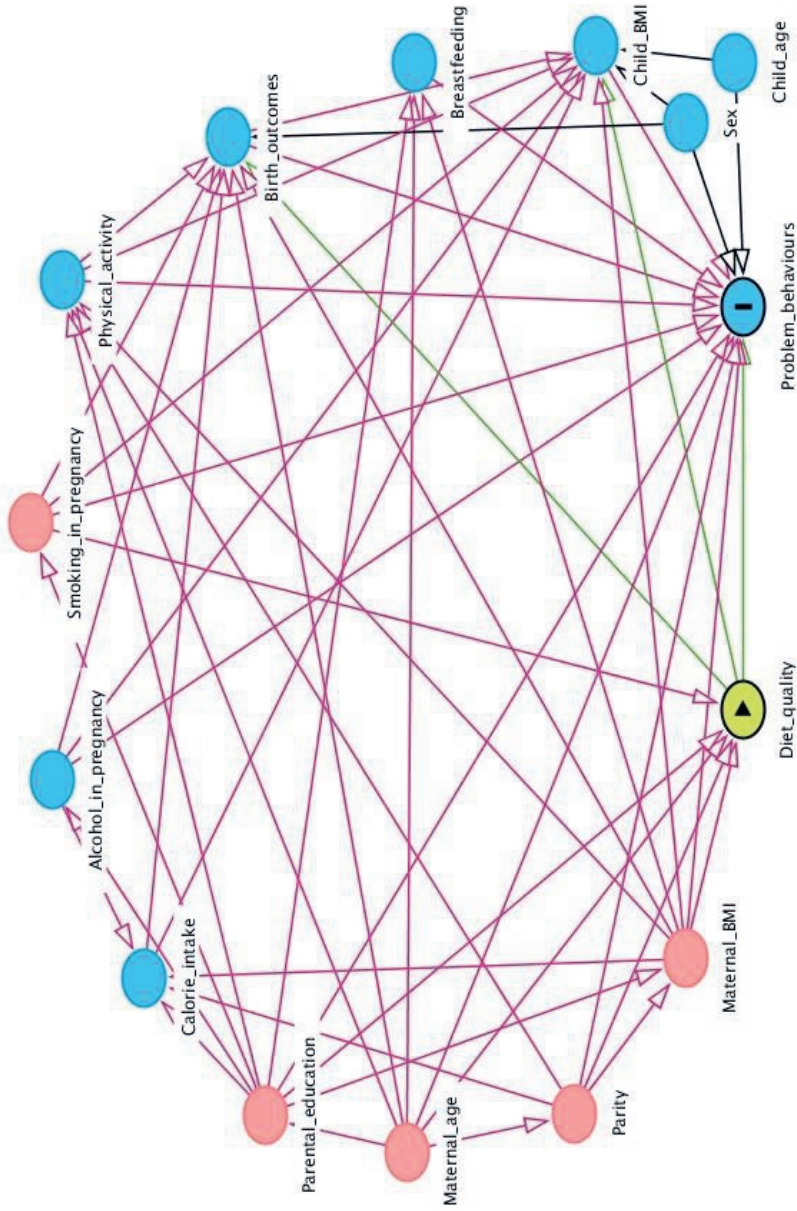 Child_BMI
Child_age
Breastfeeding
Sex
Birth_outcomes
Physical_activity
Problem_behaviours
Smoking_in_pregnancy
Alcohol_in_pregnancy
Diet_quality
Calorie_intake
Maternal_BMI
Parental_education
Maternal_age
Parity